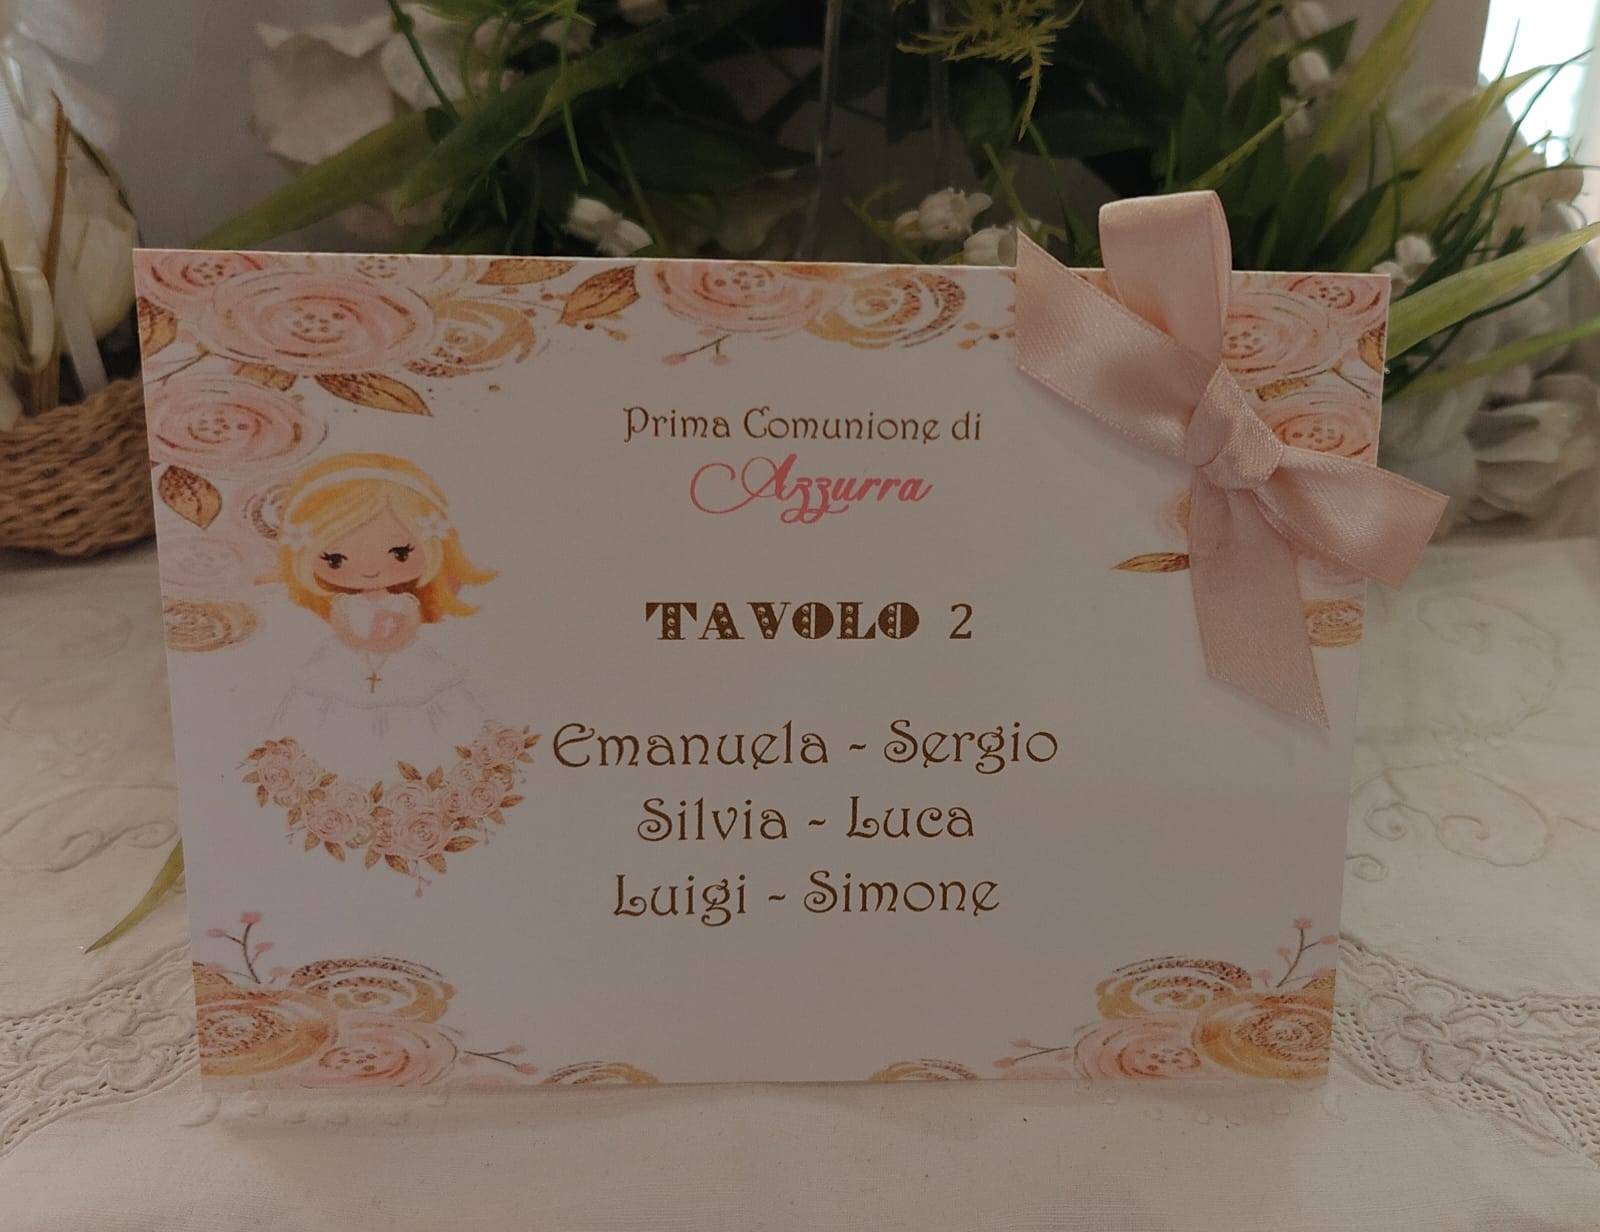 Prima Comunione di
Azzurra
TAVOLO 2
Emanuela - Sergio
Silvia - Luca
Luigi - Simone